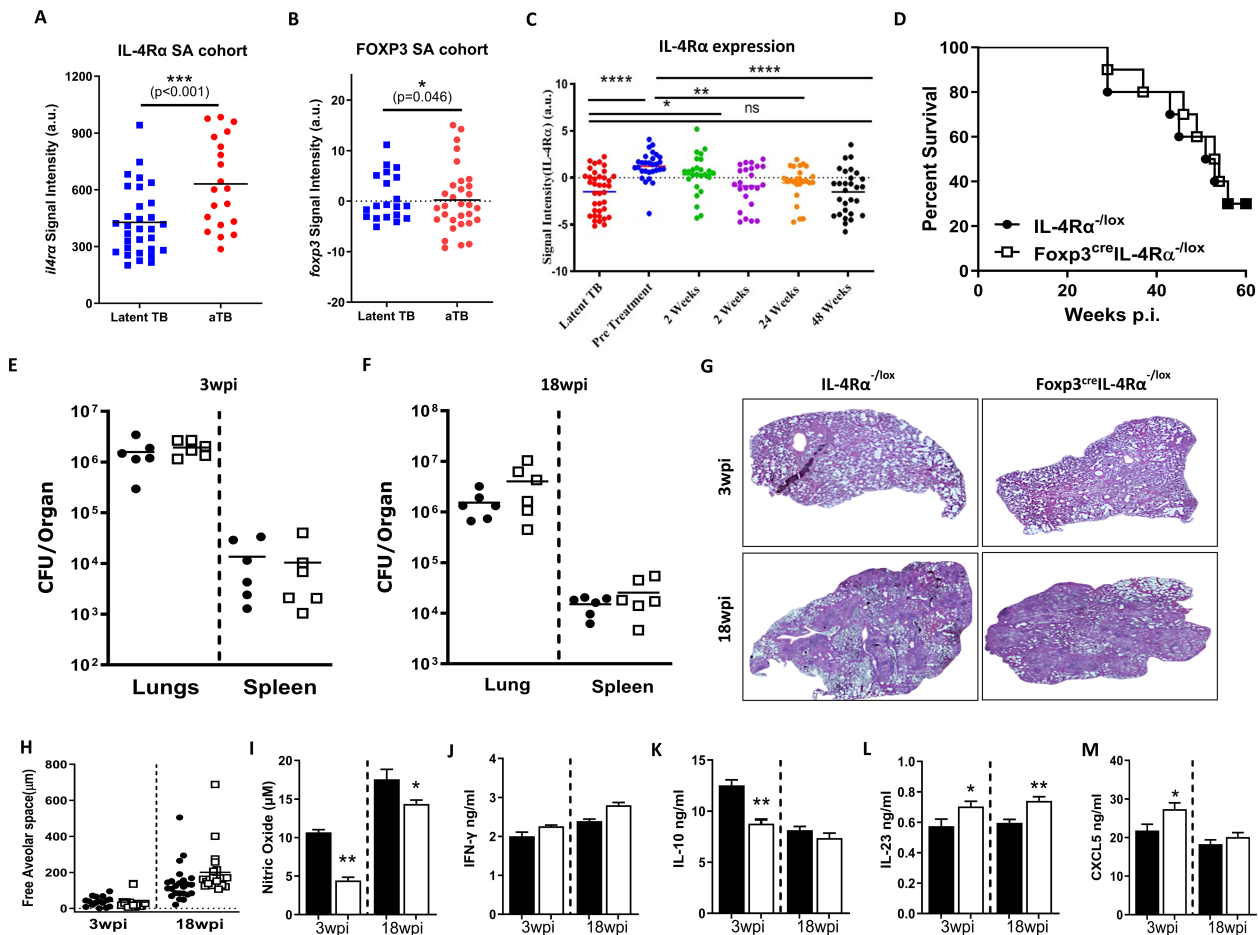 A
IL-4Rα SA cohort
***
(p<0.001)
il4rα Signal Intensity (a.u.)
1200
900
600
300
0
Latent TB
aTB
B
FOXP3 SA cohort
*
(p=0.046)
foxp3 Signal Intensity (a.u.)
20
10
0
-10
-20
Latent TB
aTB
C
IL-4Rα expression
****
****
**
*
ns
Signal Intensity(IL-4Rα) (a.u.)
10
5
0
-5
-10
Latent TB
Pre Treatment
2 Weeks
2 Weeks
24 Weeks
48 Weeks
D
Percent Survival
100
80
60
40
20
0
IL-4Rα-/lox
Foxp3creIL-4Rα-/lox
0
20
40
60
Weeks p.i.
E
3wpi
CFU/Organ
10⁷
10⁶
10⁵
10⁴
10³
10²
Lungs
Spleen
F
18wpi
CFU/Organ
10⁸
10⁷
10⁶
10⁵
10⁴
10³
Lung
Spleen
G
IL-4Rα-/lox
Foxp3creIL-4Rα-/lox
3wpi
18wpi
H
Free Aveolar space(μm)
800
600
400
200
0
3wpi
18wpi
I
Nitric Oxide (μM)
20
15
10
5
0
**
*
3wpi
18wpi
J
IFN-γ ng/ml
4
3
2
1
0
3wpi
18wpi
K
IL-10 ng/ml
15
10
5
0
**
3wpi
18wpi
L
IL-23 ng/ml
1.0
0.8
0.6
0.4
0.2
0.0
*
**
3wpi
18wpi
M
CXCL5 ng/ml
40
30
20
10
0
*
3wpi
18wpi